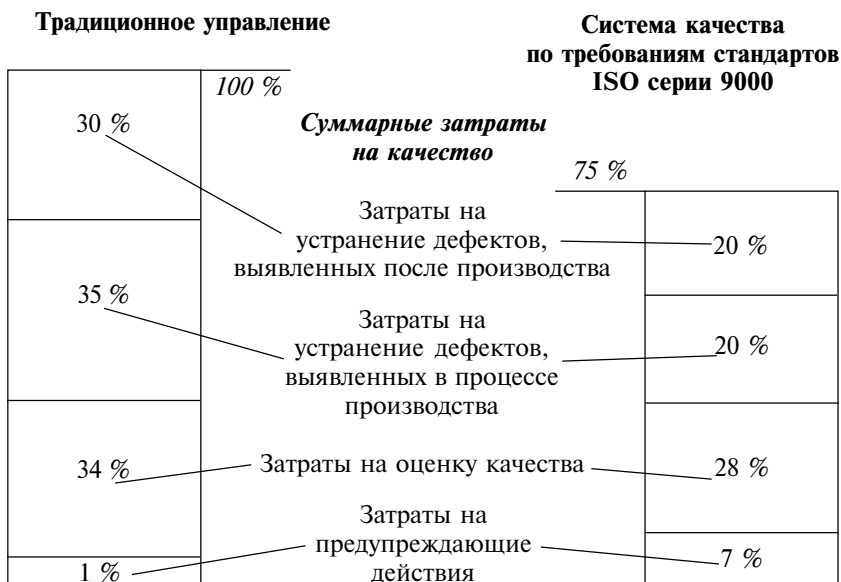 Традиционное управление
Система качества
по требованиям стандартов
ISO серии 9000
100 %
30 %
Суммарные затраты
на качество
75 %
Затраты на
устранение дефектов,
выявленных после производства
20 %
35 %
Затраты на
устранение дефектов,
выявленных в процессе
производства
20 %
34 %
Затраты на оценку качества
28 %
Затраты на
предупреждающие
действия
1 %
7 %